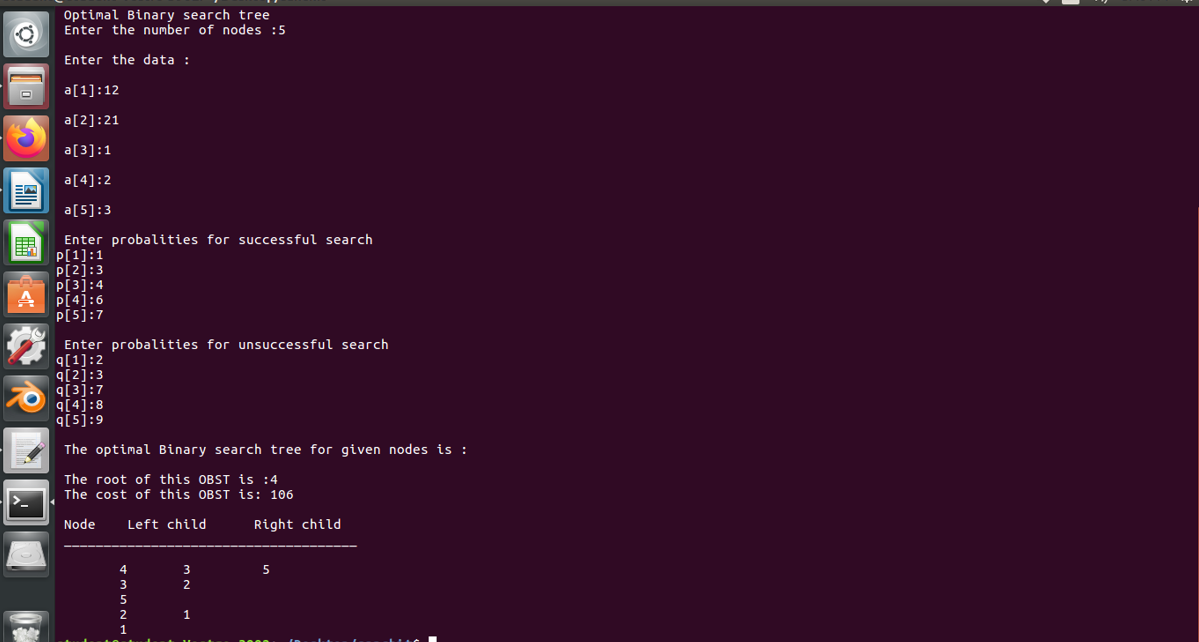 Optimal Binary search tree
Enter the number of nodes :5
Enter the data :
a[1]:12
a[2]:21
a[3]:1
a[4]:2
a[5]:3
Enter probalities for successful search
p[1]:1
p[2]:3
p[3]:4
p[4]:6
p[5]:7
Enter probalities for unsuccessful search
q[1]:2
q[2]:3
q[3]:7
q[4]:8
q[5]:9
The optimal Binary search tree for given nodes is :
The root of this OBST is :4
The cost of this OBST is: 106
Node Left child Right child
4 3 5
3 2
5
2 1
1